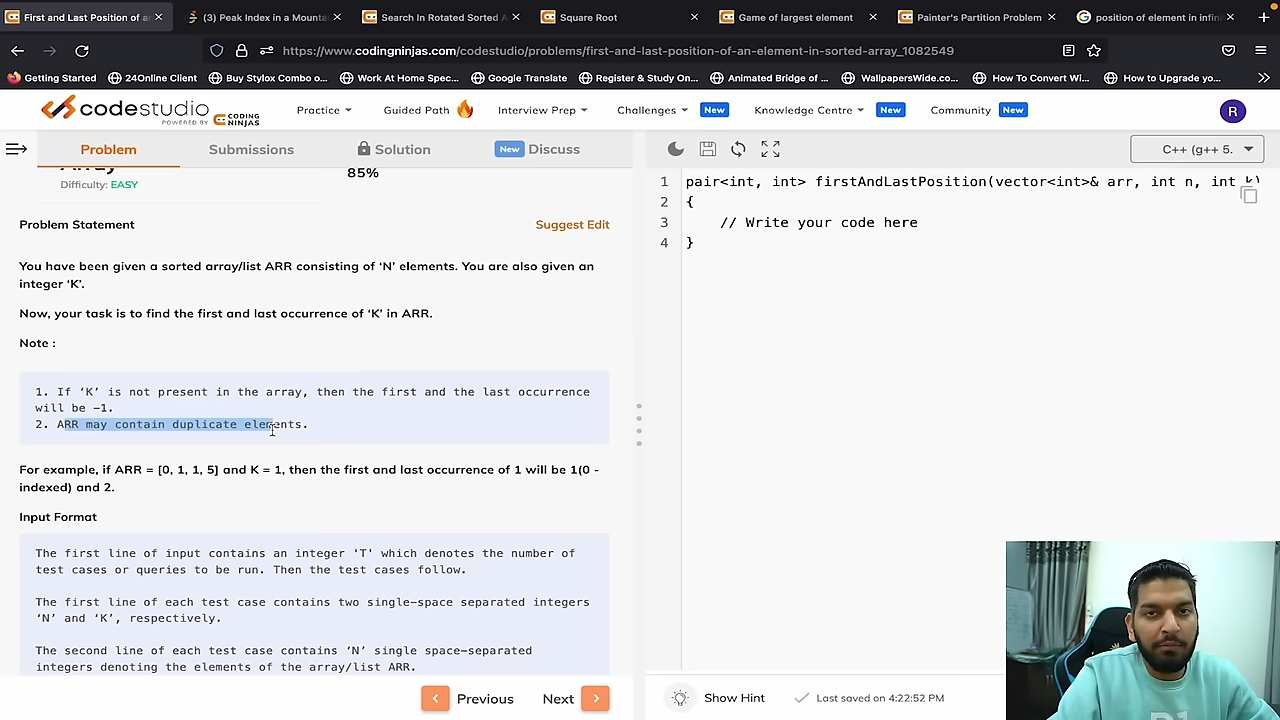 First and Last Position of an
(3) Peak Index in a Mounta
Search In Rotated Sorted A
Square Root
Game of largest element
Painter's Partition Problem
position of element in infin
https://www.codingninjas.com/codestudio/problems/first-and-last-position-of-an-element-in-sorted-array_1082549
Getting Started
24Online Client
Buy Stylox Combo o...
Work At Home Spec...
Google Translate
Register & Study On...
Animated Bridge of ...
WallpapersWide.co...
How To Convert Wi...
How to Upgrade yo...
codestudio
POWERED BY CODING NINJAS
Practice
Guided Path
Interview Prep
Challenges New
Knowledge Centre New
Community New
R
Problem
Submissions
Solution
New Discuss
C++ (g++ 5.
Array
Difficulty: EASY
85%
Problem Statement
Suggest Edit
You have been given a sorted array/list ARR consisting of ‘N’ elements. You are also given an
integer ‘K’.
Now, your task is to find the first and last occurrence of ‘K’ in ARR.
Note :
1. If ‘K’ is not present in the array, then the first and the last occurrence
will be -1.
2. ARR may contain duplicate elements.
For example, if ARR = [0, 1, 1, 5] and K = 1, then the first and last occurrence of 1 will be 1(0 -
indexed) and 2.
Input Format
The first line of input contains an integer 'T' which denotes the number of
test cases or queries to be run. Then the test cases follow.
The first line of each test case contains two single-space separated integers
‘N’ and ‘K’, respectively.
The second line of each test case contains ‘N’ single space-separated
integers denoting the elements of the array/list ARR.
Previous
Next
1 pair<int, int> firstAndLastPosition(vector<int>& arr, int n, int k)
2 {
3 // Write your code here
4 }
Show Hint
Last saved on 4:22:52 PM